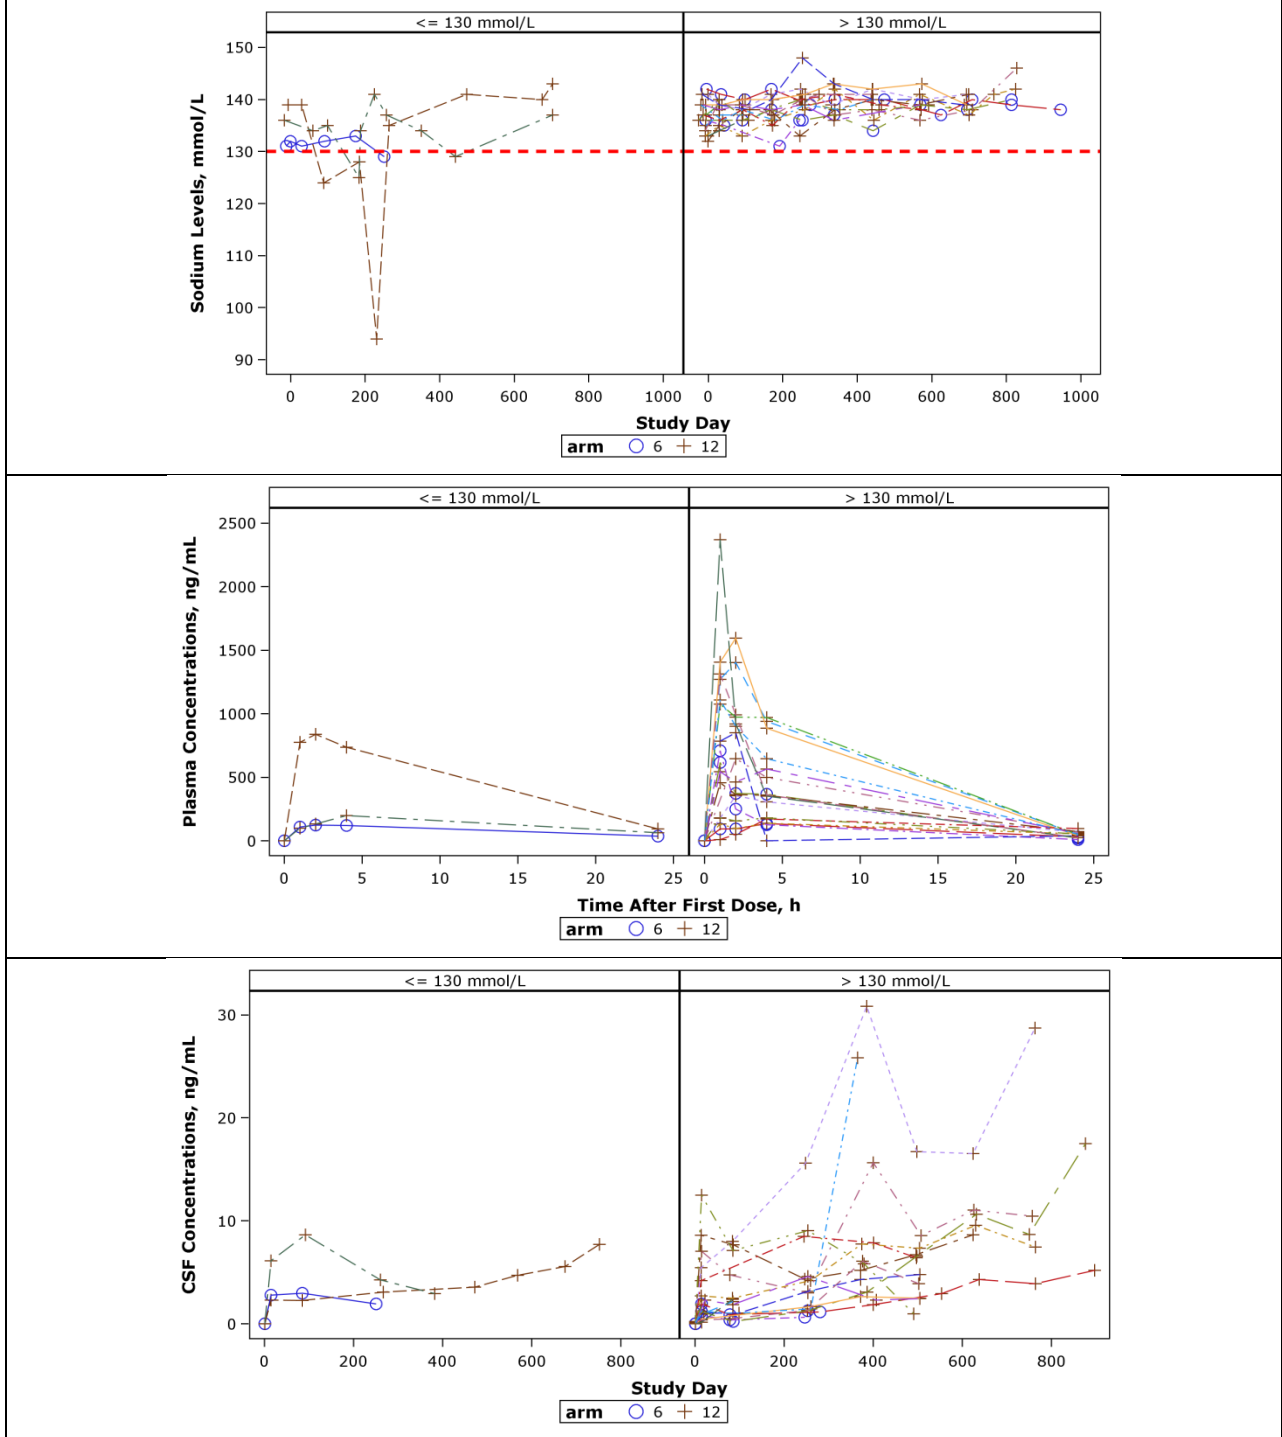 <= 130 mmol/L > 130 mmol/L
150
140
130
120
110
100
90
Sodium Levels, mmol/L
0 200 400 600 800 1000 0 200 400 600 800 1000
Study Day
arm 6 12
<= 130 mmol/L > 130 mmol/L
2500
2000
1500
1000
500
0
Plasma Concentrations, ng/mL
0 5 10 15 20 25 0 5 10 15 20 25
Time After First Dose, h
arm 6 12
<= 130 mmol/L > 130 mmol/L
30
20
10
0
CSF Concentrations, ng/mL
0 200 400 600 800 0 200 400 600 800
Study Day
arm 6 12